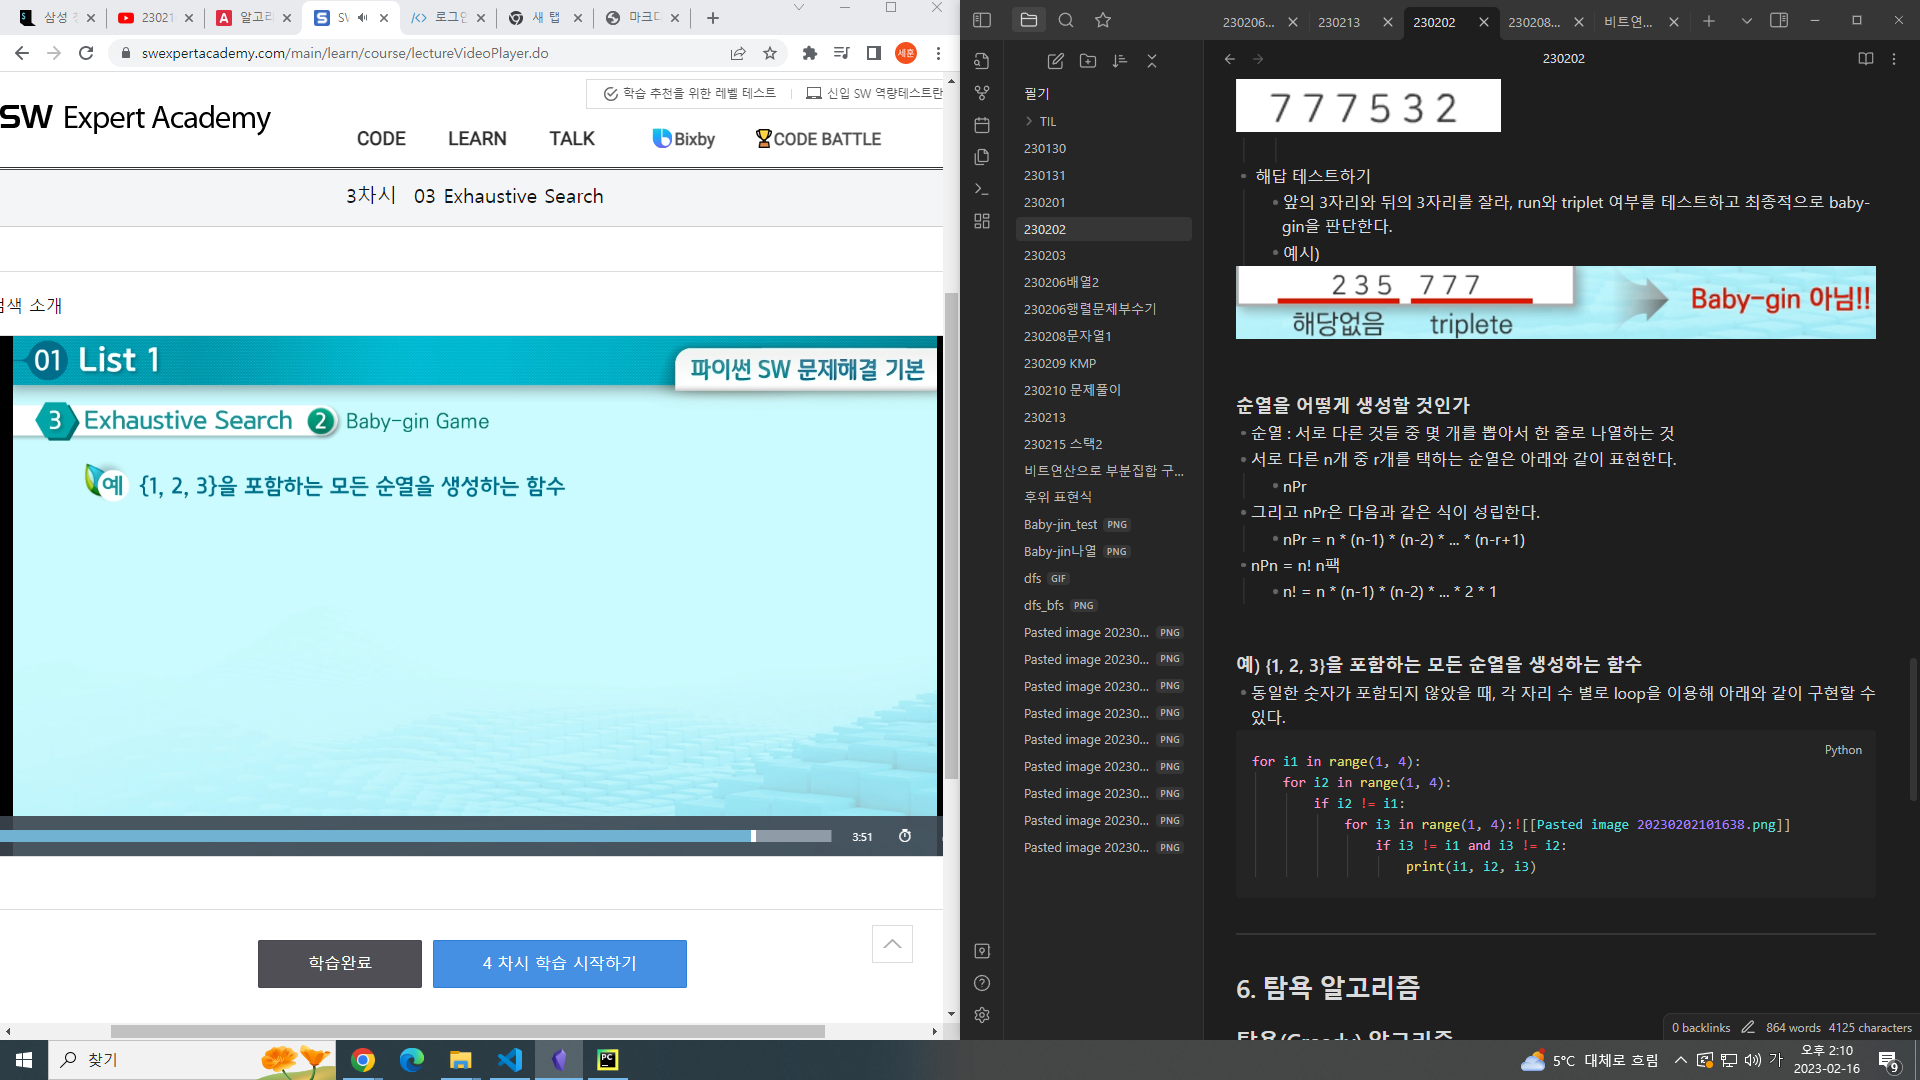 삼성 청
23021
알고리
SV
로그인
새 탭
마크다
swexpertacademy.com/main/learn/course/lectureVideoPlayer.do
세훈
학습 추천을 위한 레벨 테스트
신입 SW 역량테스트란
SW Expert Academy
CODE
LEARN
TALK
Bixby
CODE BATTLE
3차시 03 Exhaustive Search
검색 소개
01 List 1
파이썬 SW 문제해결 기본
3 Exhaustive Search 2 Baby-gin Game
예 {1, 2, 3}을 포함하는 모든 순열을 생성하는 함수
3:51
학습완료
4 차시 학습 시작하기
230206...
230213
230202
230208...
비트연...
230202
필기
TIL
230130
230131
230201
230202
230203
230206배열2
230206행렬문제부수기
230208문자열1
230209 KMP
230210 문제풀이
230213
230215 스택2
비트연산으로 부분집합 구...
후위 표현식
Baby-jin_test PNG
Baby-jin나열 PNG
dfs GIF
dfs_bfs PNG
Pasted image 20230... PNG
Pasted image 20230... PNG
Pasted image 20230... PNG
Pasted image 20230... PNG
Pasted image 20230... PNG
Pasted image 20230... PNG
Pasted image 20230... PNG
Pasted image 20230... PNG
Pasted image 20230... PNG
7 7 7 5 3 2
해답 테스트하기
앞의 3자리와 뒤의 3자리를 잘라, run와 triplet 여부를 테스트하고 최종적으로 baby-
gin을 판단한다.
예시)
2 3 5 7 7 7
해당없음 triplete
Baby-gin 아님!!
순열을 어떻게 생성할 것인가
순열 : 서로 다른 것들 중 몇 개를 뽑아서 한 줄로 나열하는 것
서로 다른 n개 중 r개를 택하는 순열은 아래와 같이 표현한다.
nPr
그리고 nPr은 다음과 같은 식이 성립한다.
nPr = n * (n-1) * (n-2) * ... * (n-r+1)
nPn = n! n팩
n! = n * (n-1) * (n-2) * ... * 2 * 1
예) {1, 2, 3}을 포함하는 모든 순열을 생성하는 함수
동일한 숫자가 포함되지 않았을 때, 각 자리 수 별로 loop을 이용해 아래와 같이 구현할 수
있다.
Python
for i1 in range(1, 4):
for i2 in range(1, 4):
if i2 != i1:
for i3 in range(1, 4):![[Pasted image 20230202101638.png]]
if i3 != i1 and i3 != i2:
print(i1, i2, i3)
6. 탐욕 알고리즘
탐욕(Greedy) 알고리즘
0 backlinks
864 words 4125 characters
찾기
5°C 대체로 흐림
가
오후 2:10
2023-02-16
9